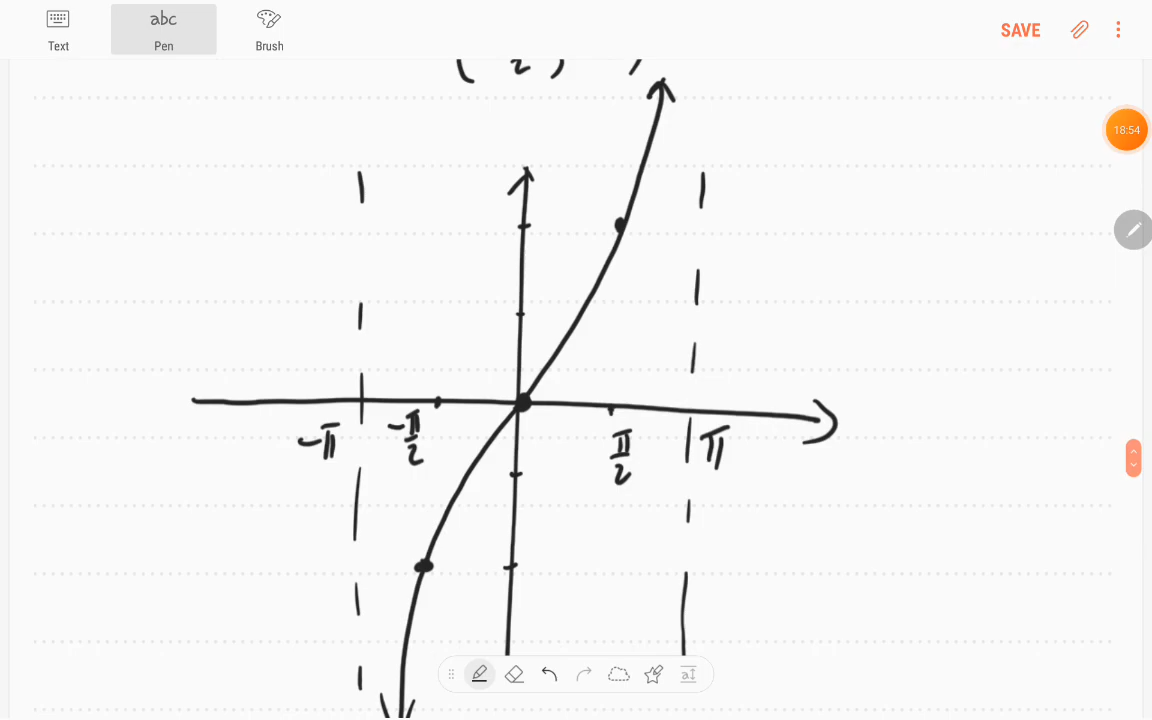 Text
abc
Pen
Brush
SAVE
18:54
-π
-π/2
π/2
π
a